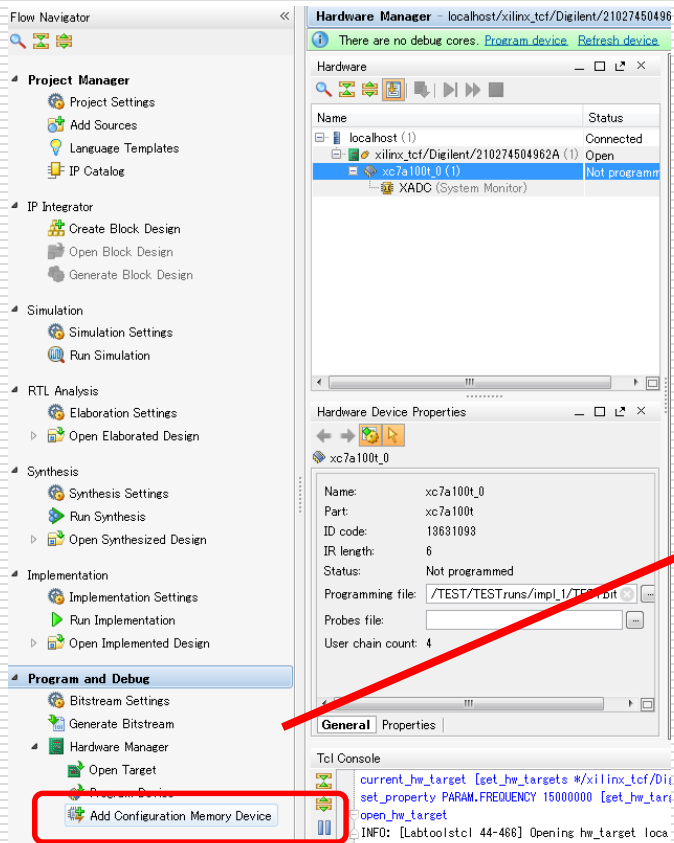 Flow Navigator
Project Manager
Project Settings
Add Sources
Language Templates
IP Catalog
IP Integrator
Create Block Design
Open Block Design
Generate Block Design
Simulation
Simulation Settings
Run Simulation
RTL Analysis
Elaboration Settings
Open Elaborated Design
Synthesis
Synthesis Settings
Run Synthesis
Open Synthesized Design
Implementation
Implementation Settings
Run Implementation
Open Implemented Design
Program and Debug
Bitstream Settings
Generate Bitstream
Hardware Manager
Open Target
Program Device
Add Configuration Memory Device
Hardware Manager - localhost/xilinx_tcf/Digilent/21027450496
There are no debug cores. Program device Refresh device
Hardware
Name Status
localhost (1) Connected
xilinx_tcf/Digilent/210274504962A (1) Open
xc7a100t_0 (1) Not programm
XADC (System Monitor)
Hardware Device Properties
xc7a100t_0
Name: xc7a100t_0
Part: xc7a100t
ID code: 13631093
IR length: 6
Status: Not programmed
Programming file: /TEST/TEST.runs/impl_1/TEST.bit
Probes file:
User chain count: 4
General Properties
Tcl Console
current_hw_target [get_hw_targets */xilinx_tcf/Dig
set_property PARAM.FREQUENCY 15000000 [get_hw_tar
open_hw_target
INFO: [Labtoolstcl 44-466] Opening hw_target loca